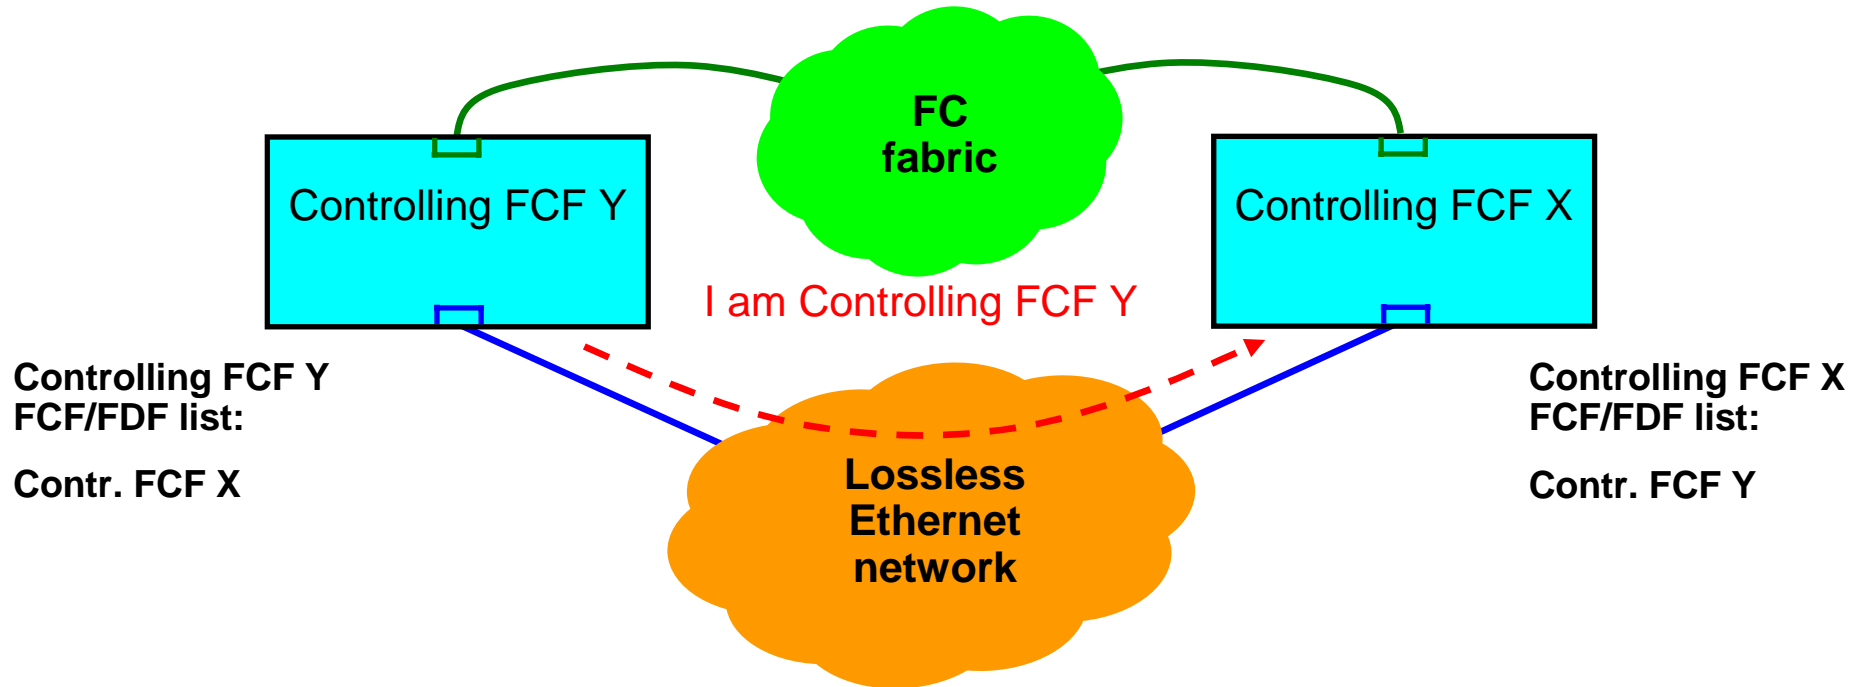 FC
fabric
Controlling FCF Y
Controlling FCF X
I am Controlling FCF Y
Controlling FCF Y
FCF/FDF list:
Contr. FCF X
Controlling FCF X
FCF/FDF list:
Contr. FCF Y
Lossless
Ethernet
network